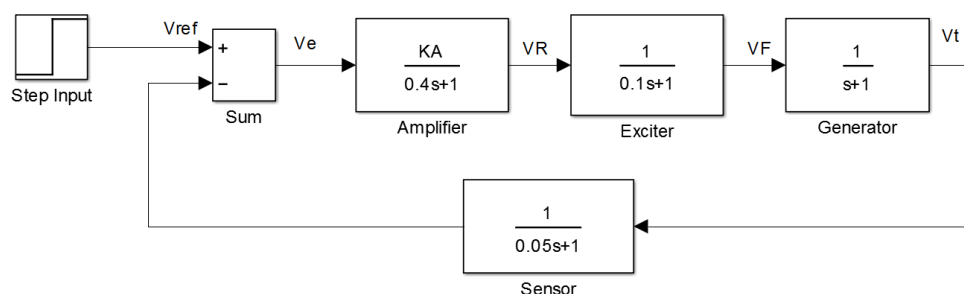 Vref
Step Input
+
−
Sum
Ve
KA
0.4s+1
Amplifier
VR
1
0.1s+1
Exciter
VF
1
s+1
Generator
Vt
1
0.05s+1
Sensor